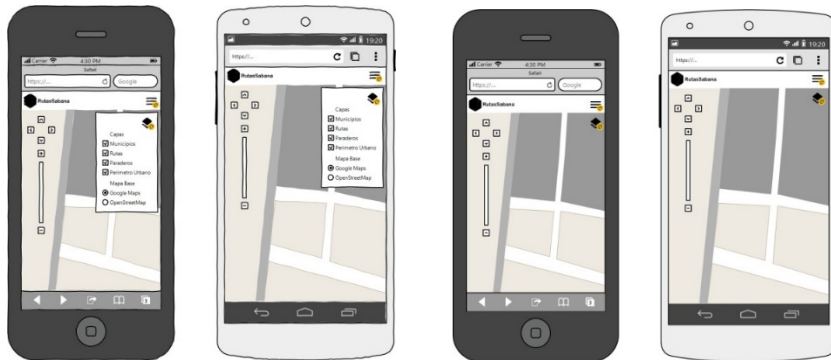 Carrier 4:30 PM
Safari
https://... Google
RutasSabana
Capas
Municipios
Rutas
Paraderos
Perimetro Urbano
Mapa Base
Google Maps
OpenStreetMap
19:20
https://...
RutasSabana
Capas
Municipios
Rutas
Paraderos
Perimetro Urbano
Mapa Base
Google Maps
OpenStreetMap
Carrier 4:30 PM
Safari
https://... Google
RutasSabana
19:20
https://...
RutasSabana